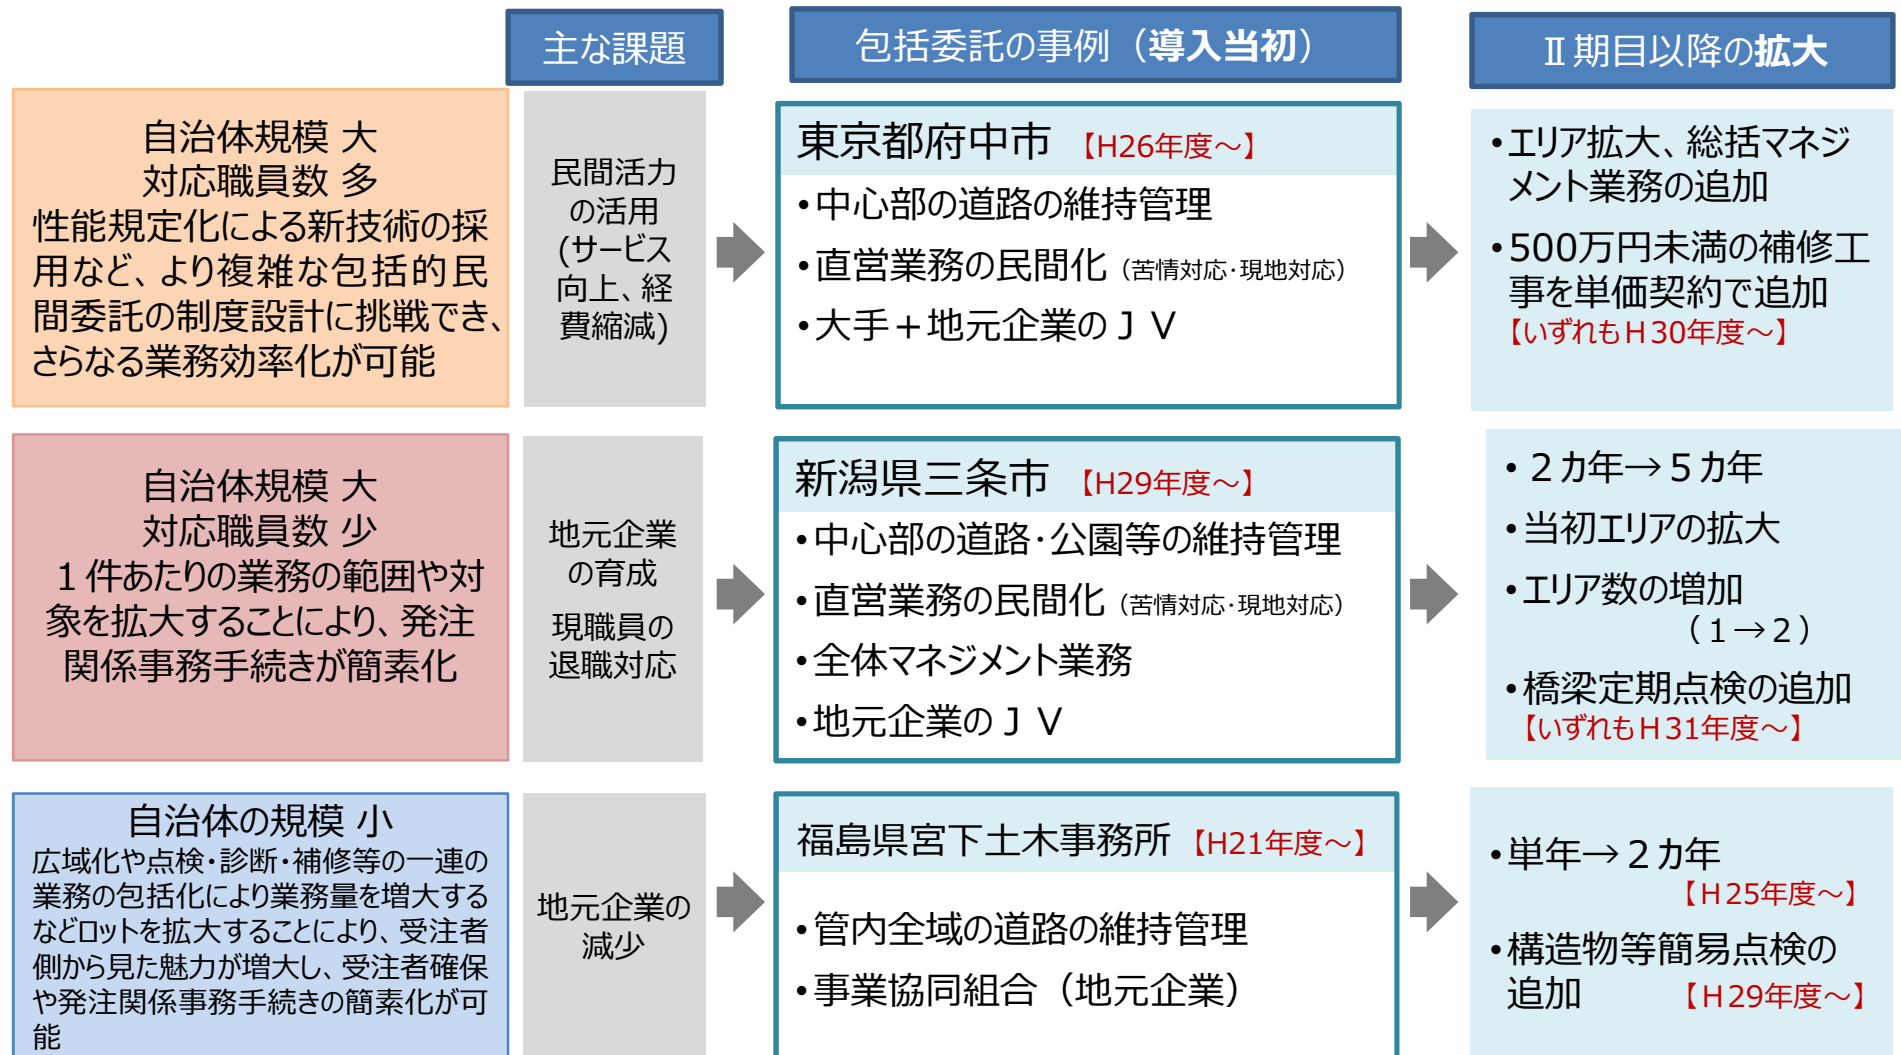 主な課題
包括委託の事例（導入当初）
Ⅱ期目以降の拡大
自治体規模 大
対応職員数 多
性能規定化による新技術の採
用など、より複雑な包括的民
間委託の制度設計に挑戦でき、
さらなる業務効率化が可能
民間活力
の活用
(サービス
向上、経
費縮減)
東京都府中市 【H26年度～】
•中心部の道路の維持管理
•直営業務の民間化（苦情対応･現地対応）
•大手＋地元企業のＪＶ
•エリア拡大、総括マネジ
メント業務の追加
•500万円未満の補修工
事を単価契約で追加
【いずれもＨ30年度～】
自治体規模 大
対応職員数 少
１件あたりの業務の範囲や対
象を拡大することにより、発注
関係事務手続きが簡素化
地元企業
の育成
現職員の
退職対応
新潟県三条市 【H29年度～】
•中心部の道路･公園等の維持管理
•直営業務の民間化（苦情対応･現地対応）
•全体マネジメント業務
•地元企業のＪＶ
•２カ年→５カ年
•当初エリアの拡大
•エリア数の増加
（１→２）
•橋梁定期点検の追加
【いずれもＨ31年度～】
自治体の規模 小
広域化や点検･診断･補修等の一連の
業務の包括化により業務量を増大する
などロットを拡大することにより、受注者
側から見た魅力が増大し、受注者確保
や発注関係事務手続きの簡素化が可
能
地元企業の
減少
福島県宮下土木事務所 【H21年度～】
•管内全域の道路の維持管理
•事業協同組合（地元企業）
•単年→２カ年
【Ｈ25年度～】
•構造物等簡易点検の
追加 【Ｈ29年度～】